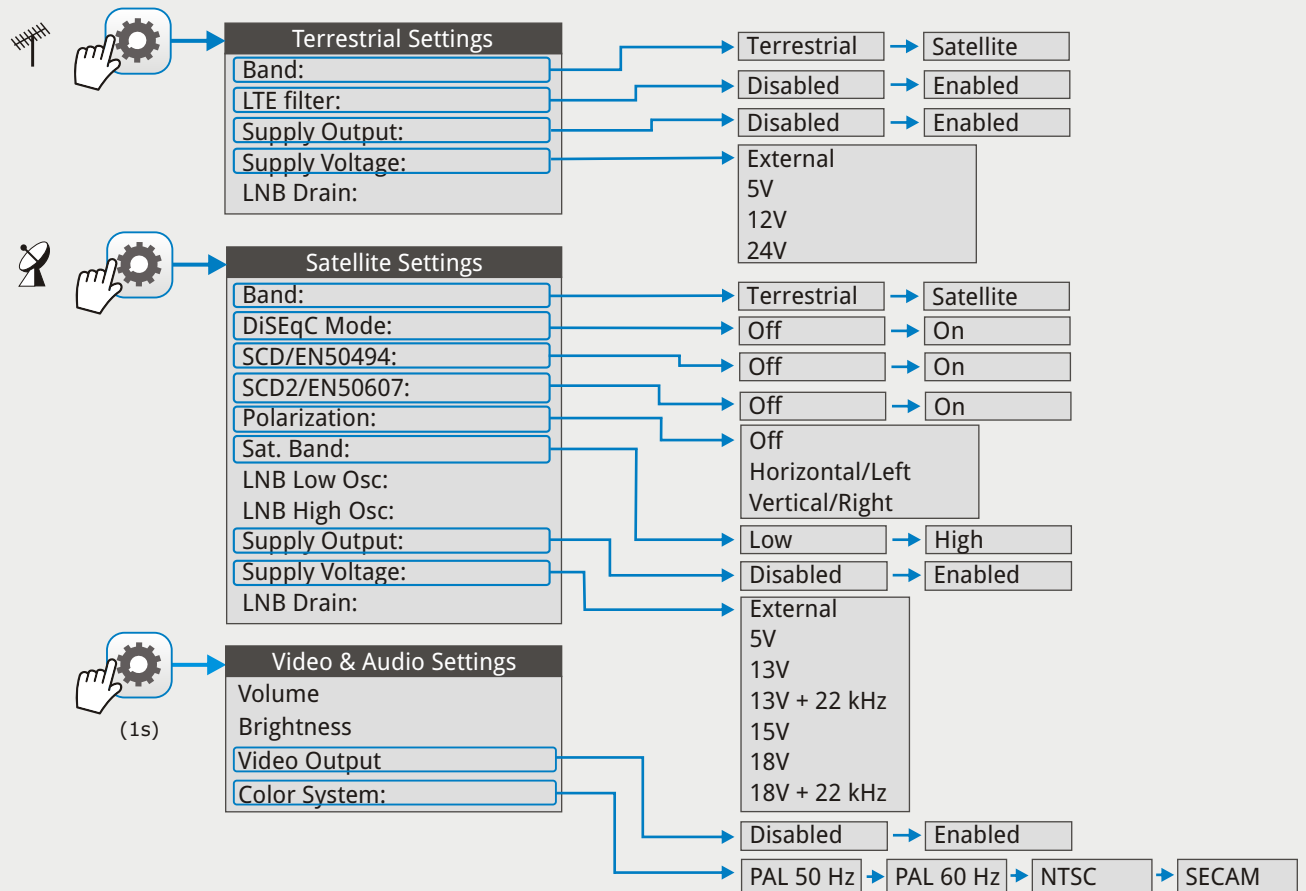 Terrestrial Settings
Band:
Terrestrial
Satellite
LTE filter:
Disabled
Enabled
Supply Output:
Disabled
Enabled
Supply Voltage:
External
5V
12V
24V
LNB Drain:
Satellite Settings
Band:
Terrestrial
Satellite
DiSEqC Mode:
Off
On
SCD/EN50494:
Off
On
SCD2/EN50607:
Off
On
Polarization:
Off
Horizontal/Left
Vertical/Right
Sat. Band:
Low
High
LNB Low Osc:
LNB High Osc:
Supply Output:
Disabled
Enabled
Supply Voltage:
External
5V
13V
13V + 22 kHz
15V
18V
18V + 22 kHz
LNB Drain:
(1s)
Video & Audio Settings
Volume
Brightness
Video Output
Disabled
Enabled
Color System:
PAL 50 Hz
PAL 60 Hz
NTSC
SECAM